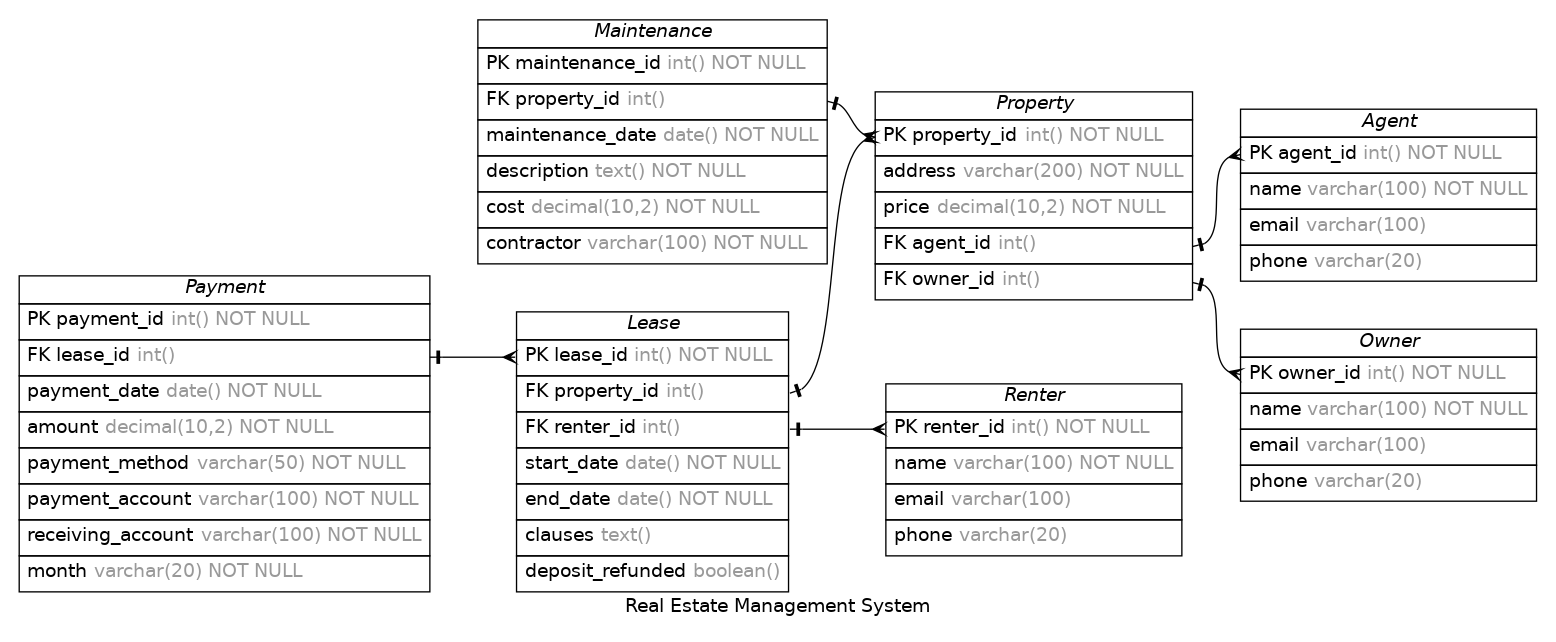 Maintenance
PK maintenance_id int() NOT NULL
FK property_id int()
maintenance_date date() NOT NULL
description text() NOT NULL
cost decimal(10,2) NOT NULL
contractor varchar(100) NOT NULL
Property
PK property_id int() NOT NULL
address varchar(200) NOT NULL
price decimal(10,2) NOT NULL
FK agent_id int()
FK owner_id int()
Agent
PK agent_id int() NOT NULL
name varchar(100) NOT NULL
email varchar(100)
phone varchar(20)
Payment
PK payment_id int() NOT NULL
FK lease_id int()
payment_date date() NOT NULL
amount decimal(10,2) NOT NULL
payment_method varchar(50) NOT NULL
payment_account varchar(100) NOT NULL
receiving_account varchar(100) NOT NULL
month varchar(20) NOT NULL
Lease
PK lease_id int() NOT NULL
FK property_id int()
FK renter_id int()
start_date date() NOT NULL
end_date date() NOT NULL
clauses text()
deposit_refunded boolean()
Renter
PK renter_id int() NOT NULL
name varchar(100) NOT NULL
email varchar(100)
phone varchar(20)
Owner
PK owner_id int() NOT NULL
name varchar(100) NOT NULL
email varchar(100)
phone varchar(20)
Real Estate Management System